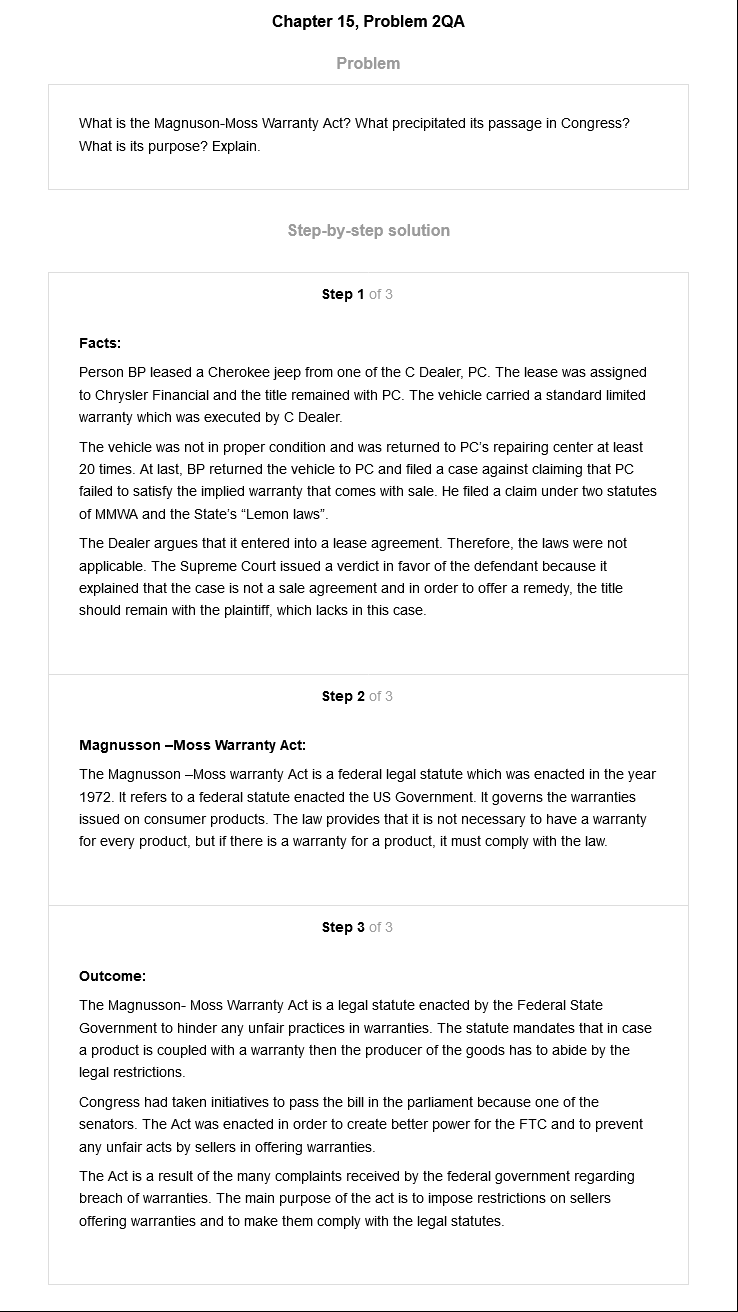 Chapter 15, Problem 2QA
Problem
What is the Magnuson-Moss Warranty Act? What precipitated its passage in Congress?
What is its purpose? Explain.
Step-by-step solution
Step 1 of 3
Facts:
Person BP leased a Cherokee jeep from one of the C Dealer, PC. The lease was assigned
to Chrysler Financial and the title remained with PC. The vehicle carried a standard limited
warranty which was executed by C Dealer.
The vehicle was not in proper condition and was returned to PC's repairing center at least
20 times. At last, BP returned the vehicle to PC and filed a case against claiming that PC
failed to satisfy the implied warranty that comes with sale. He filed a claim under two statutes
of MMWA and the State's “Lemon laws”.
The Dealer argues that it entered into a lease agreement. Therefore, the laws were not
applicable. The Supreme Court issued a verdict in favor of the defendant because it
explained that the case is not a sale agreement and in order to offer a remedy, the title
should remain with the plaintiff, which lacks in this case.
Step 2 of 3
Magnusson –Moss Warranty Act:
The Magnusson –Moss warranty Act is a federal legal statute which was enacted in the year
1972. It refers to a federal statute enacted the US Government. It governs the warranties
issued on consumer products. The law provides that it is not necessary to have a warranty
for every product, but if there is a warranty for a product, it must comply with the law.
Step 3 of 3
Outcome:
The Magnusson- Moss Warranty Act is a legal statute enacted by the Federal State
Government to hinder any unfair practices in warranties. The statute mandates that in case
a product is coupled with a warranty then the producer of the goods has to abide by the
legal restrictions.
Congress had taken initiatives to pass the bill in the parliament because one of the
senators. The Act was enacted in order to create better power for the FTC and to prevent
any unfair acts by sellers in offering warranties.
The Act is a result of the many complaints received by the federal government regarding
breach of warranties. The main purpose of the act is to impose restrictions on sellers
offering warranties and to make them comply with the legal statutes.